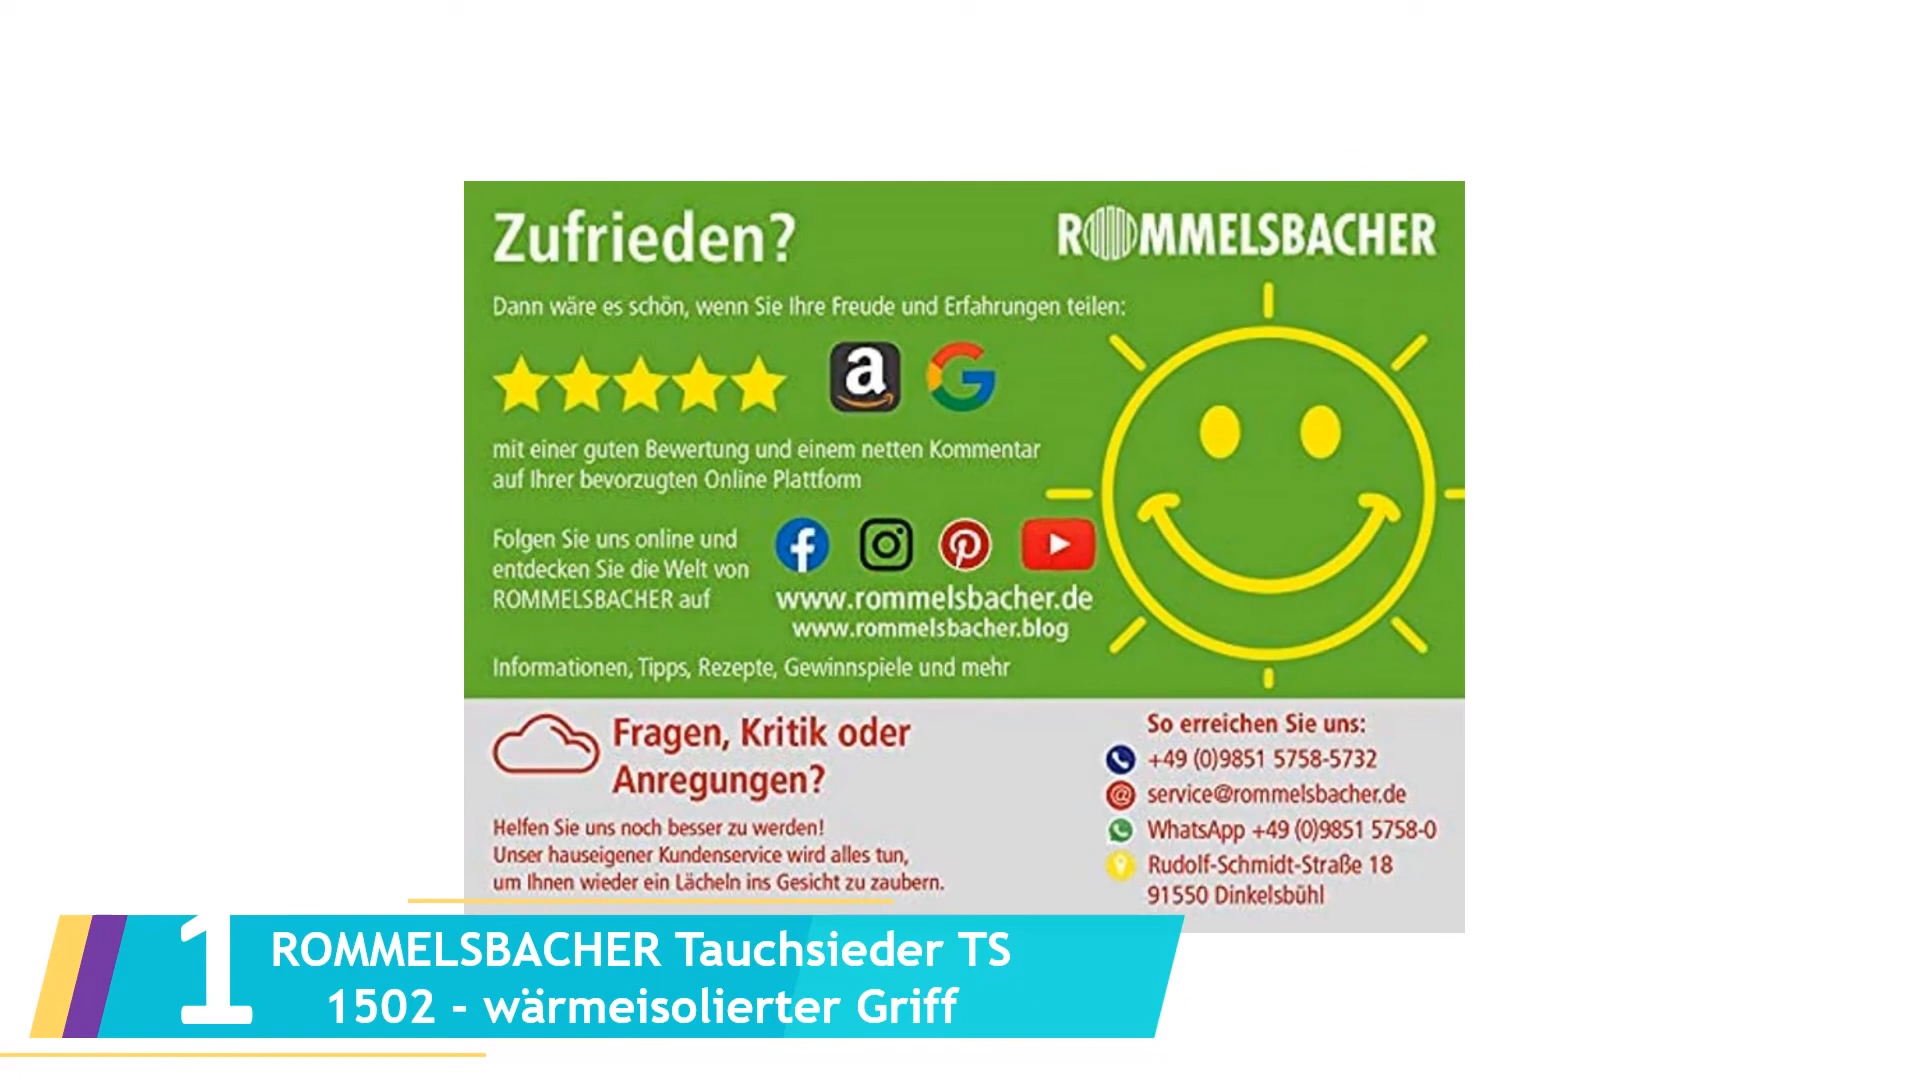 Zufrieden?
ROMMELSBACHER
Dann wäre es schön, wenn Sie Ihre Freude und Erfahrungen teilen:
a
G
mit einer guten Bewertung und einem netten Kommentar
auf Ihrer bevorzugten Online Plattform
Folgen Sie uns online und
entdecken Sie die Welt von
ROMMELSBACHER auf
www.rommelsbacher.de
www.rommelsbacher.blog
Informationen, Tipps, Rezepte, Gewinnspiele und mehr
Fragen, Kritik oder
Anregungen?
Helfen Sie uns noch besser zu werden!
Unser hauseigener Kundenservice wird alles tun,
um Ihnen wieder ein Lächeln ins Gesicht zu zaubern.
So erreichen Sie uns:
+49 (0)9851 5758-5732
service@rommelsbacher.de
WhatsApp +49 (0)9851 5758-0
Rudolf-Schmidt-Straße 18
91550 Dinkelsbühl
1
ROMMELSBACHER Tauchsieder TS
1502 - wärmeisolierter Griff